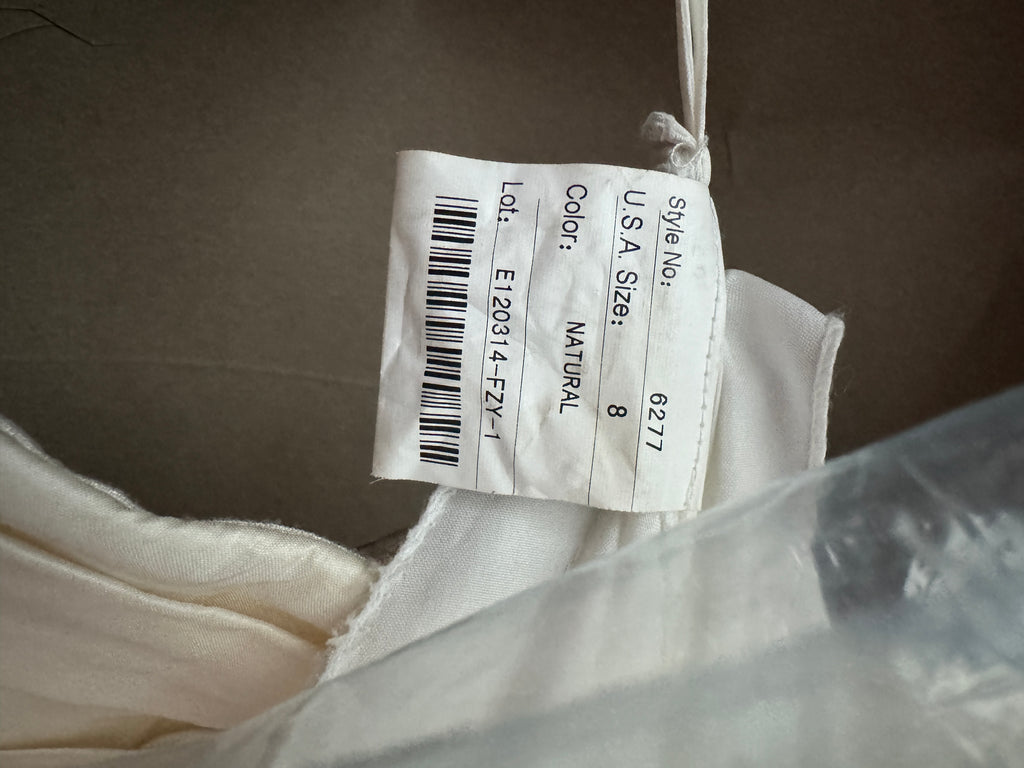 Style No: 6277
U.S.A. Size: 8
Color: NATURAL
Lot: E120314-FZY-1